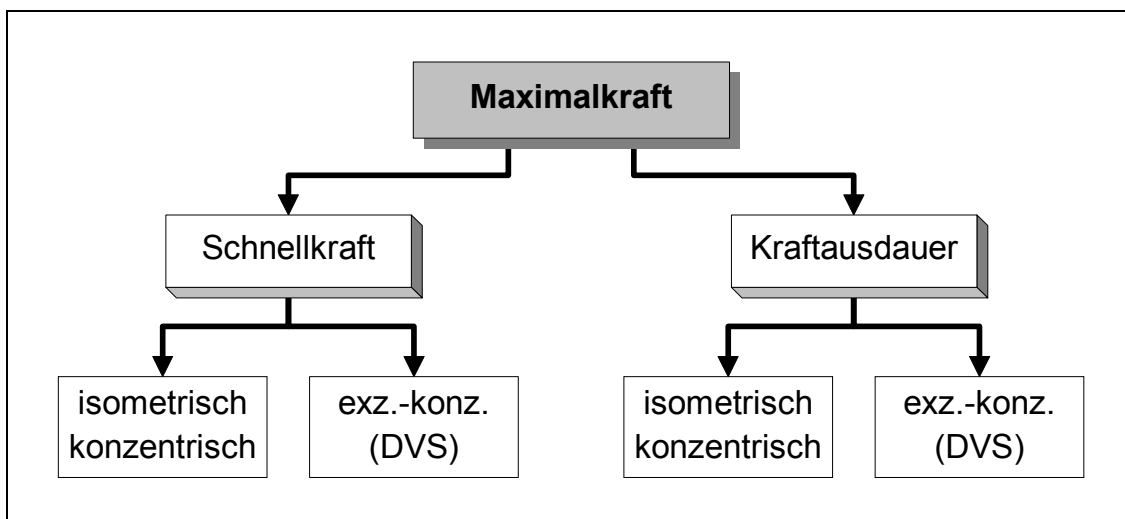 Maximalkraft
Schnellkraft
Kraftausdauer
isometrisch
konzentrisch
exz.-konz.
(DVS)
isometrisch
konzentrisch
exz.-konz.
(DVS)